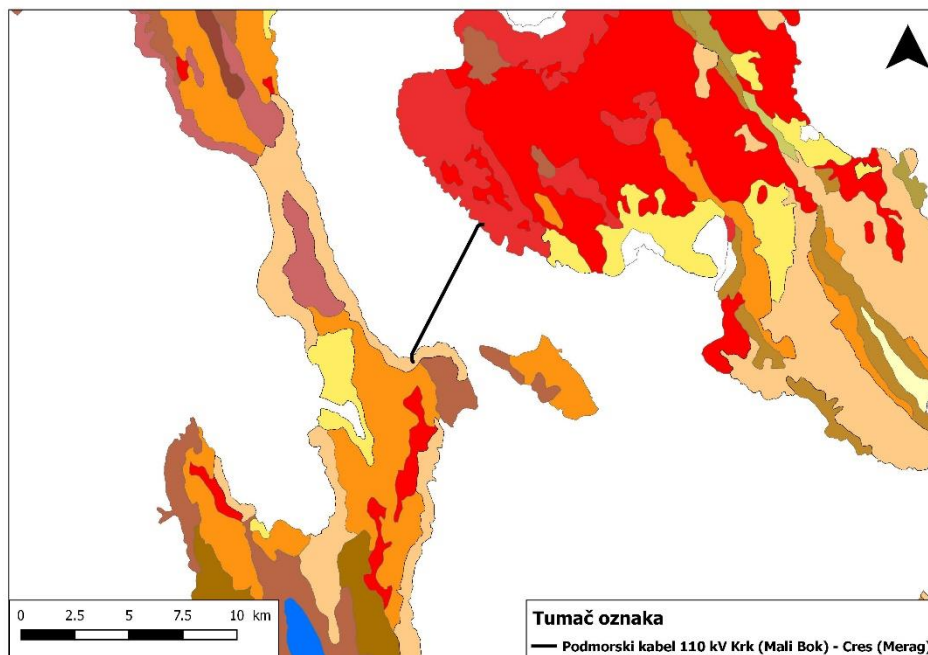 0 2.5 5 7.5 10 km
Tumač oznaka
Podmorski kabel 110 kV Krk (Mali Bok) - Cres (Merag)